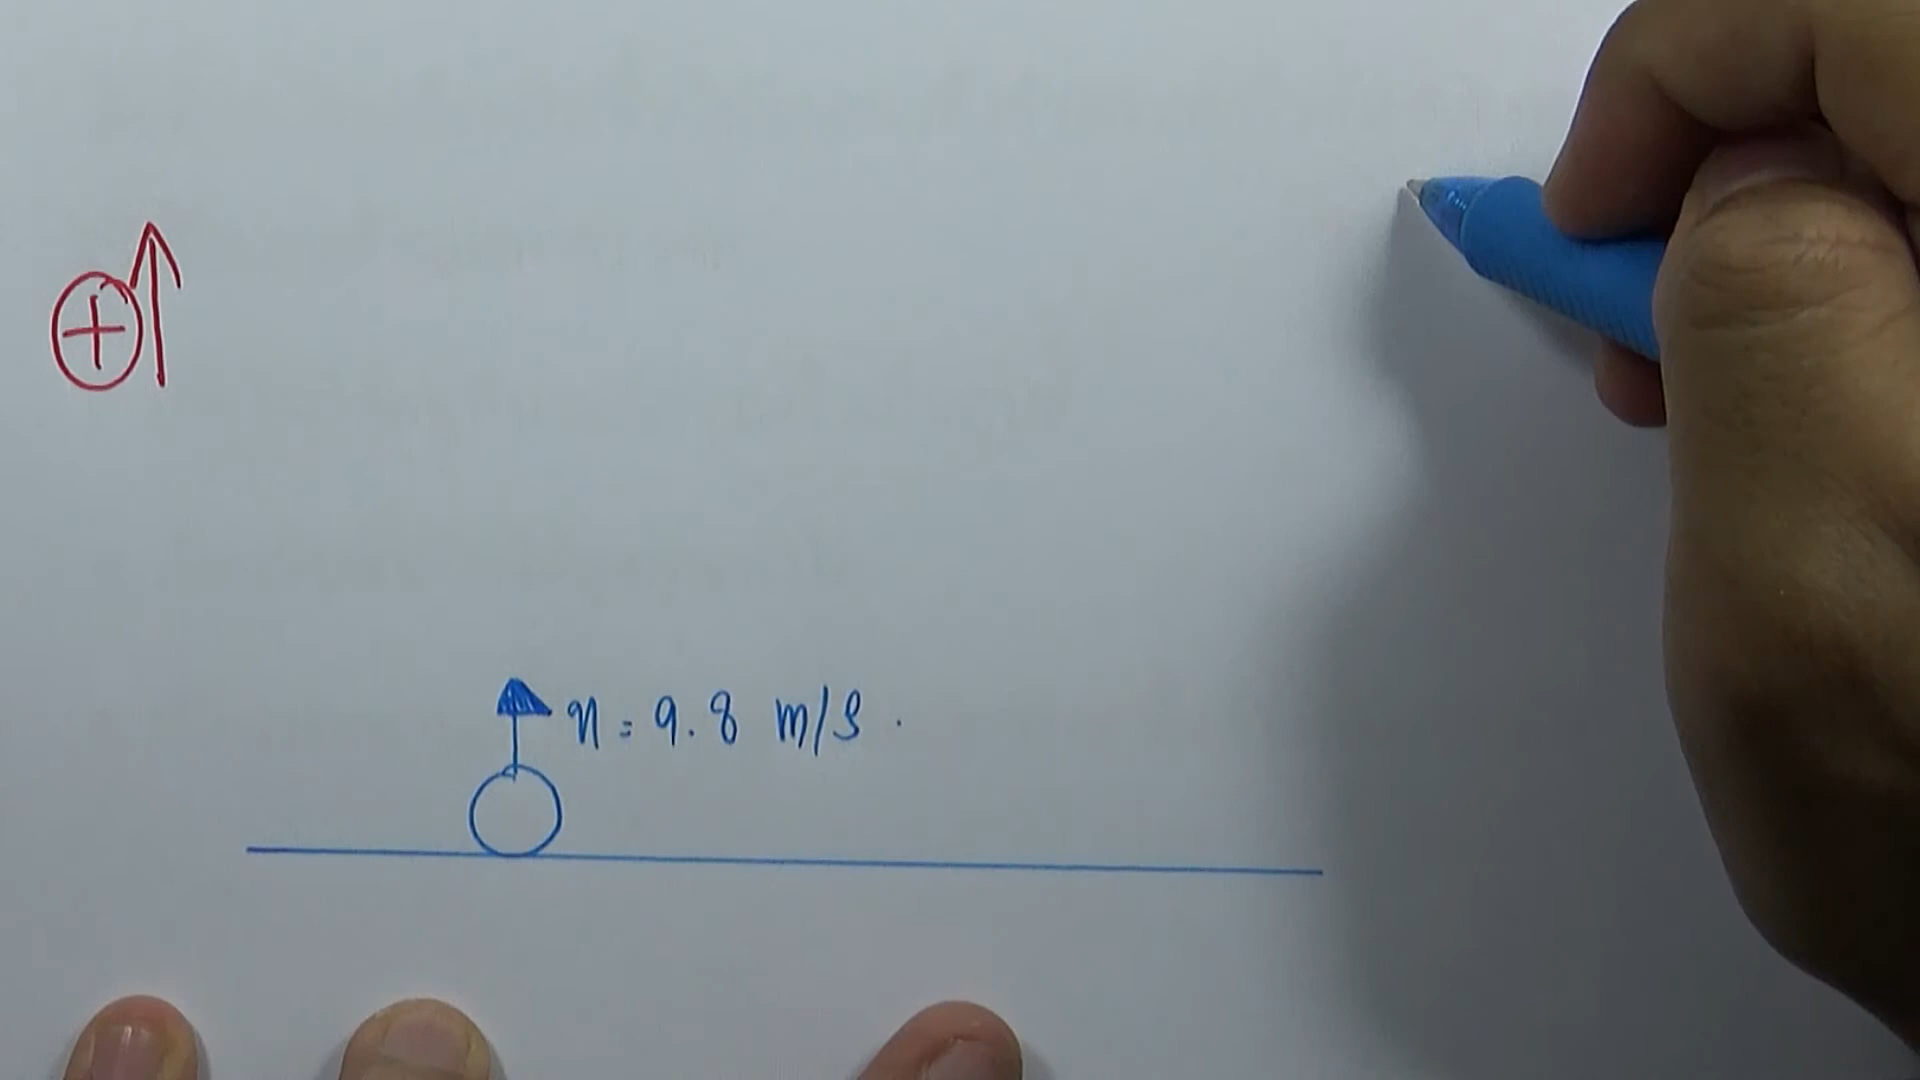 +
u = 9.8 m/s